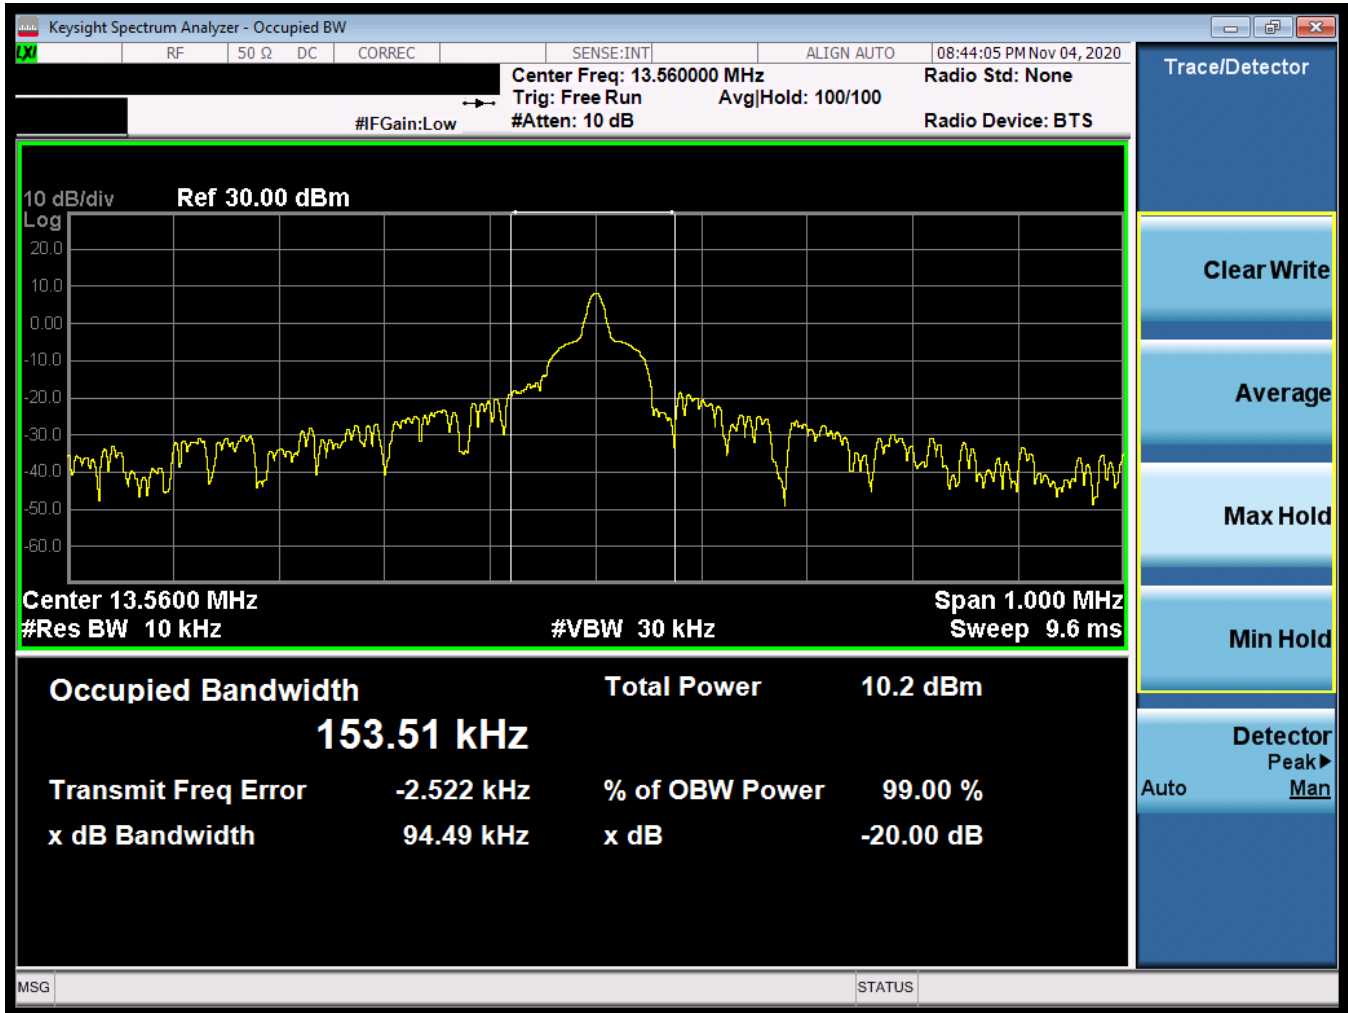 Keysight Spectrum Analyzer - Occupied BW
LXI RF 50 Ω DC CORREC SENSE:INT ALIGN AUTO 08:44:05 PM Nov 04, 2020
Center Freq: 13.560000 MHz Radio Std: None
Trig: Free Run Avg|Hold: 100/100
#IFGain:Low #Atten: 10 dB Radio Device: BTS
10 dB/div Ref 30.00 dBm
Log
20.0
10.0
0.00
-10.0
-20.0
-30.0
-40.0
-50.0
-60.0
Center 13.5600 MHz Span 1.000 MHz
#Res BW 10 kHz #VBW 30 kHz Sweep 9.6 ms
Occupied Bandwidth Total Power 10.2 dBm
153.51 kHz
Transmit Freq Error -2.522 kHz % of OBW Power 99.00 %
x dB Bandwidth 94.49 kHz x dB -20.00 dB
Trace/Detector
Clear Write
Average
Max Hold
Min Hold
Detector
Peak▶
Auto Man
MSG STATUS